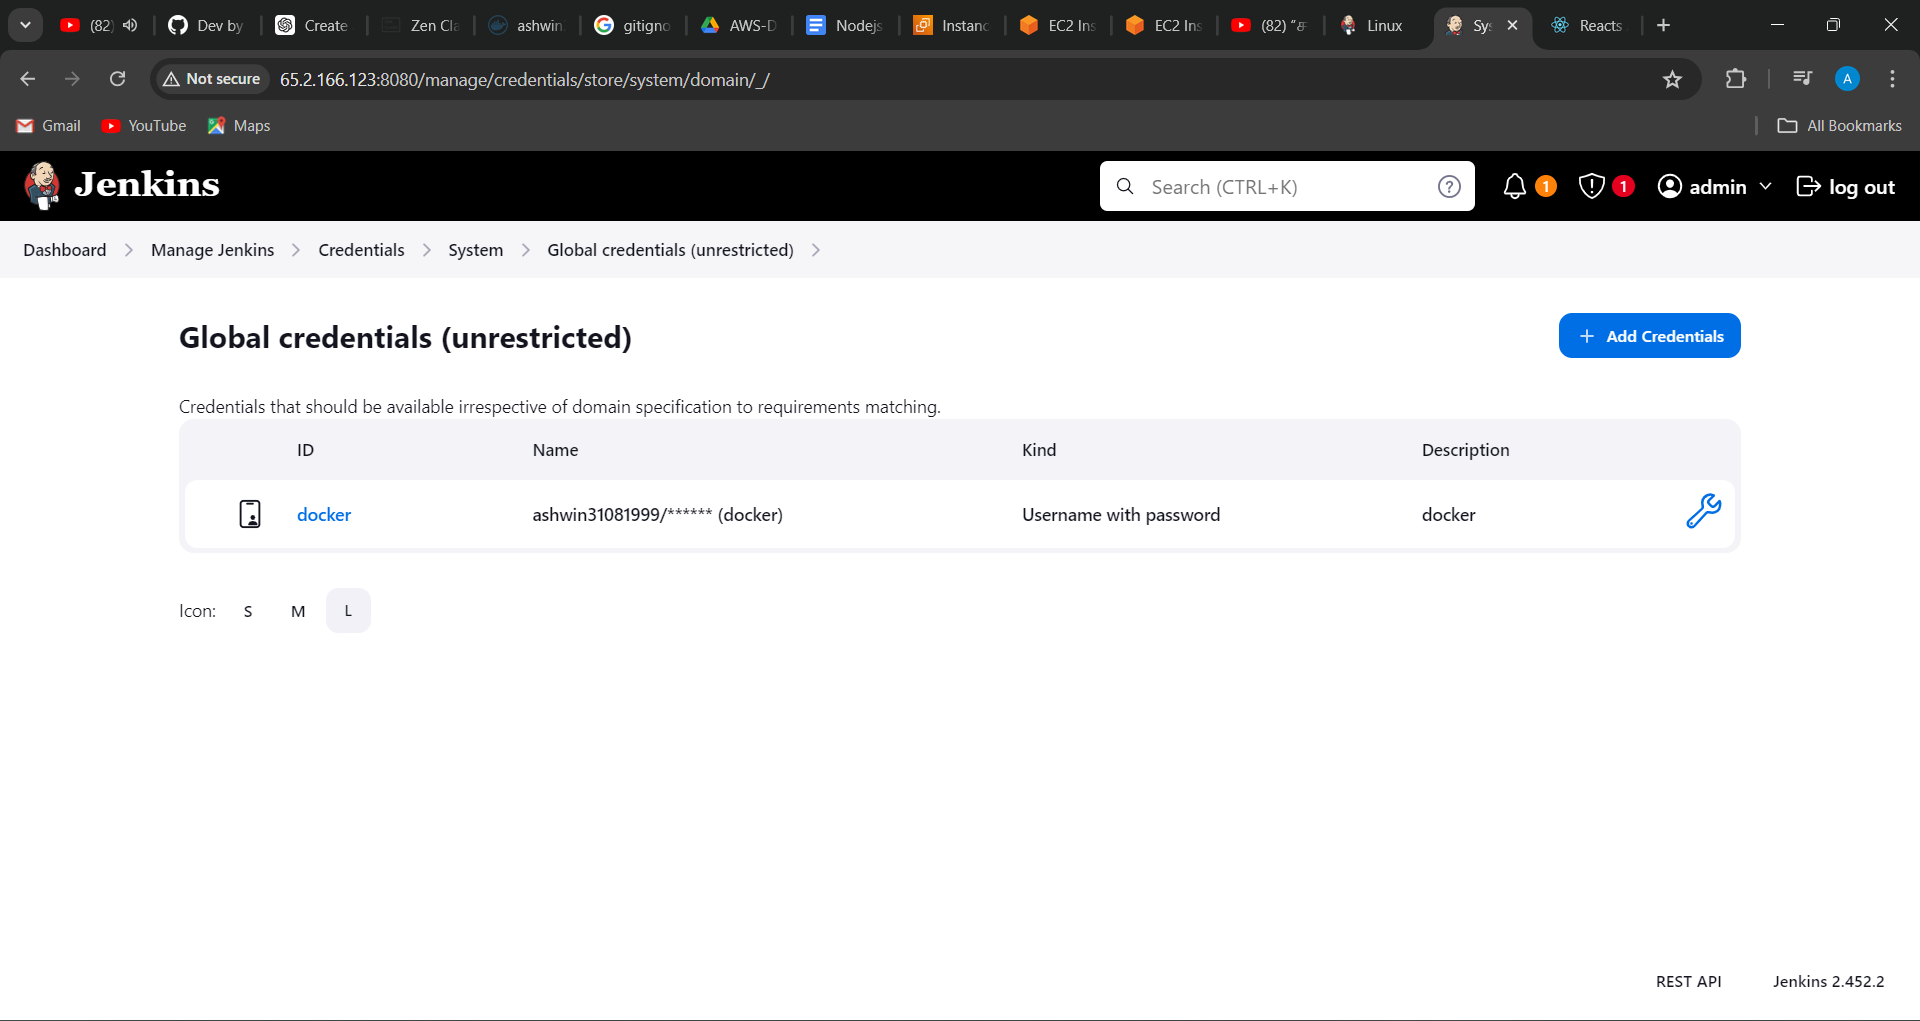 (82) Dev by Create Zen Cla ashwin. gitigno AWS-D Nodejs Instanc EC2 Ins EC2 Ins (82) “ Linux Sys Reacts
Not secure 65.2.166.123:8080/manage/credentials/store/system/domain/_/ A
Gmail YouTube Maps All Bookmarks
Jenkins Search (CTRL+K) ? 1 1 admin log out
Dashboard Manage Jenkins Credentials System Global credentials (unrestricted)
Global credentials (unrestricted) + Add Credentials
Credentials that should be available irrespective of domain specification to requirements matching.
ID Name Kind Description
docker ashwin31081999/****** (docker) Username with password docker
Icon: S M L
REST API Jenkins 2.452.2